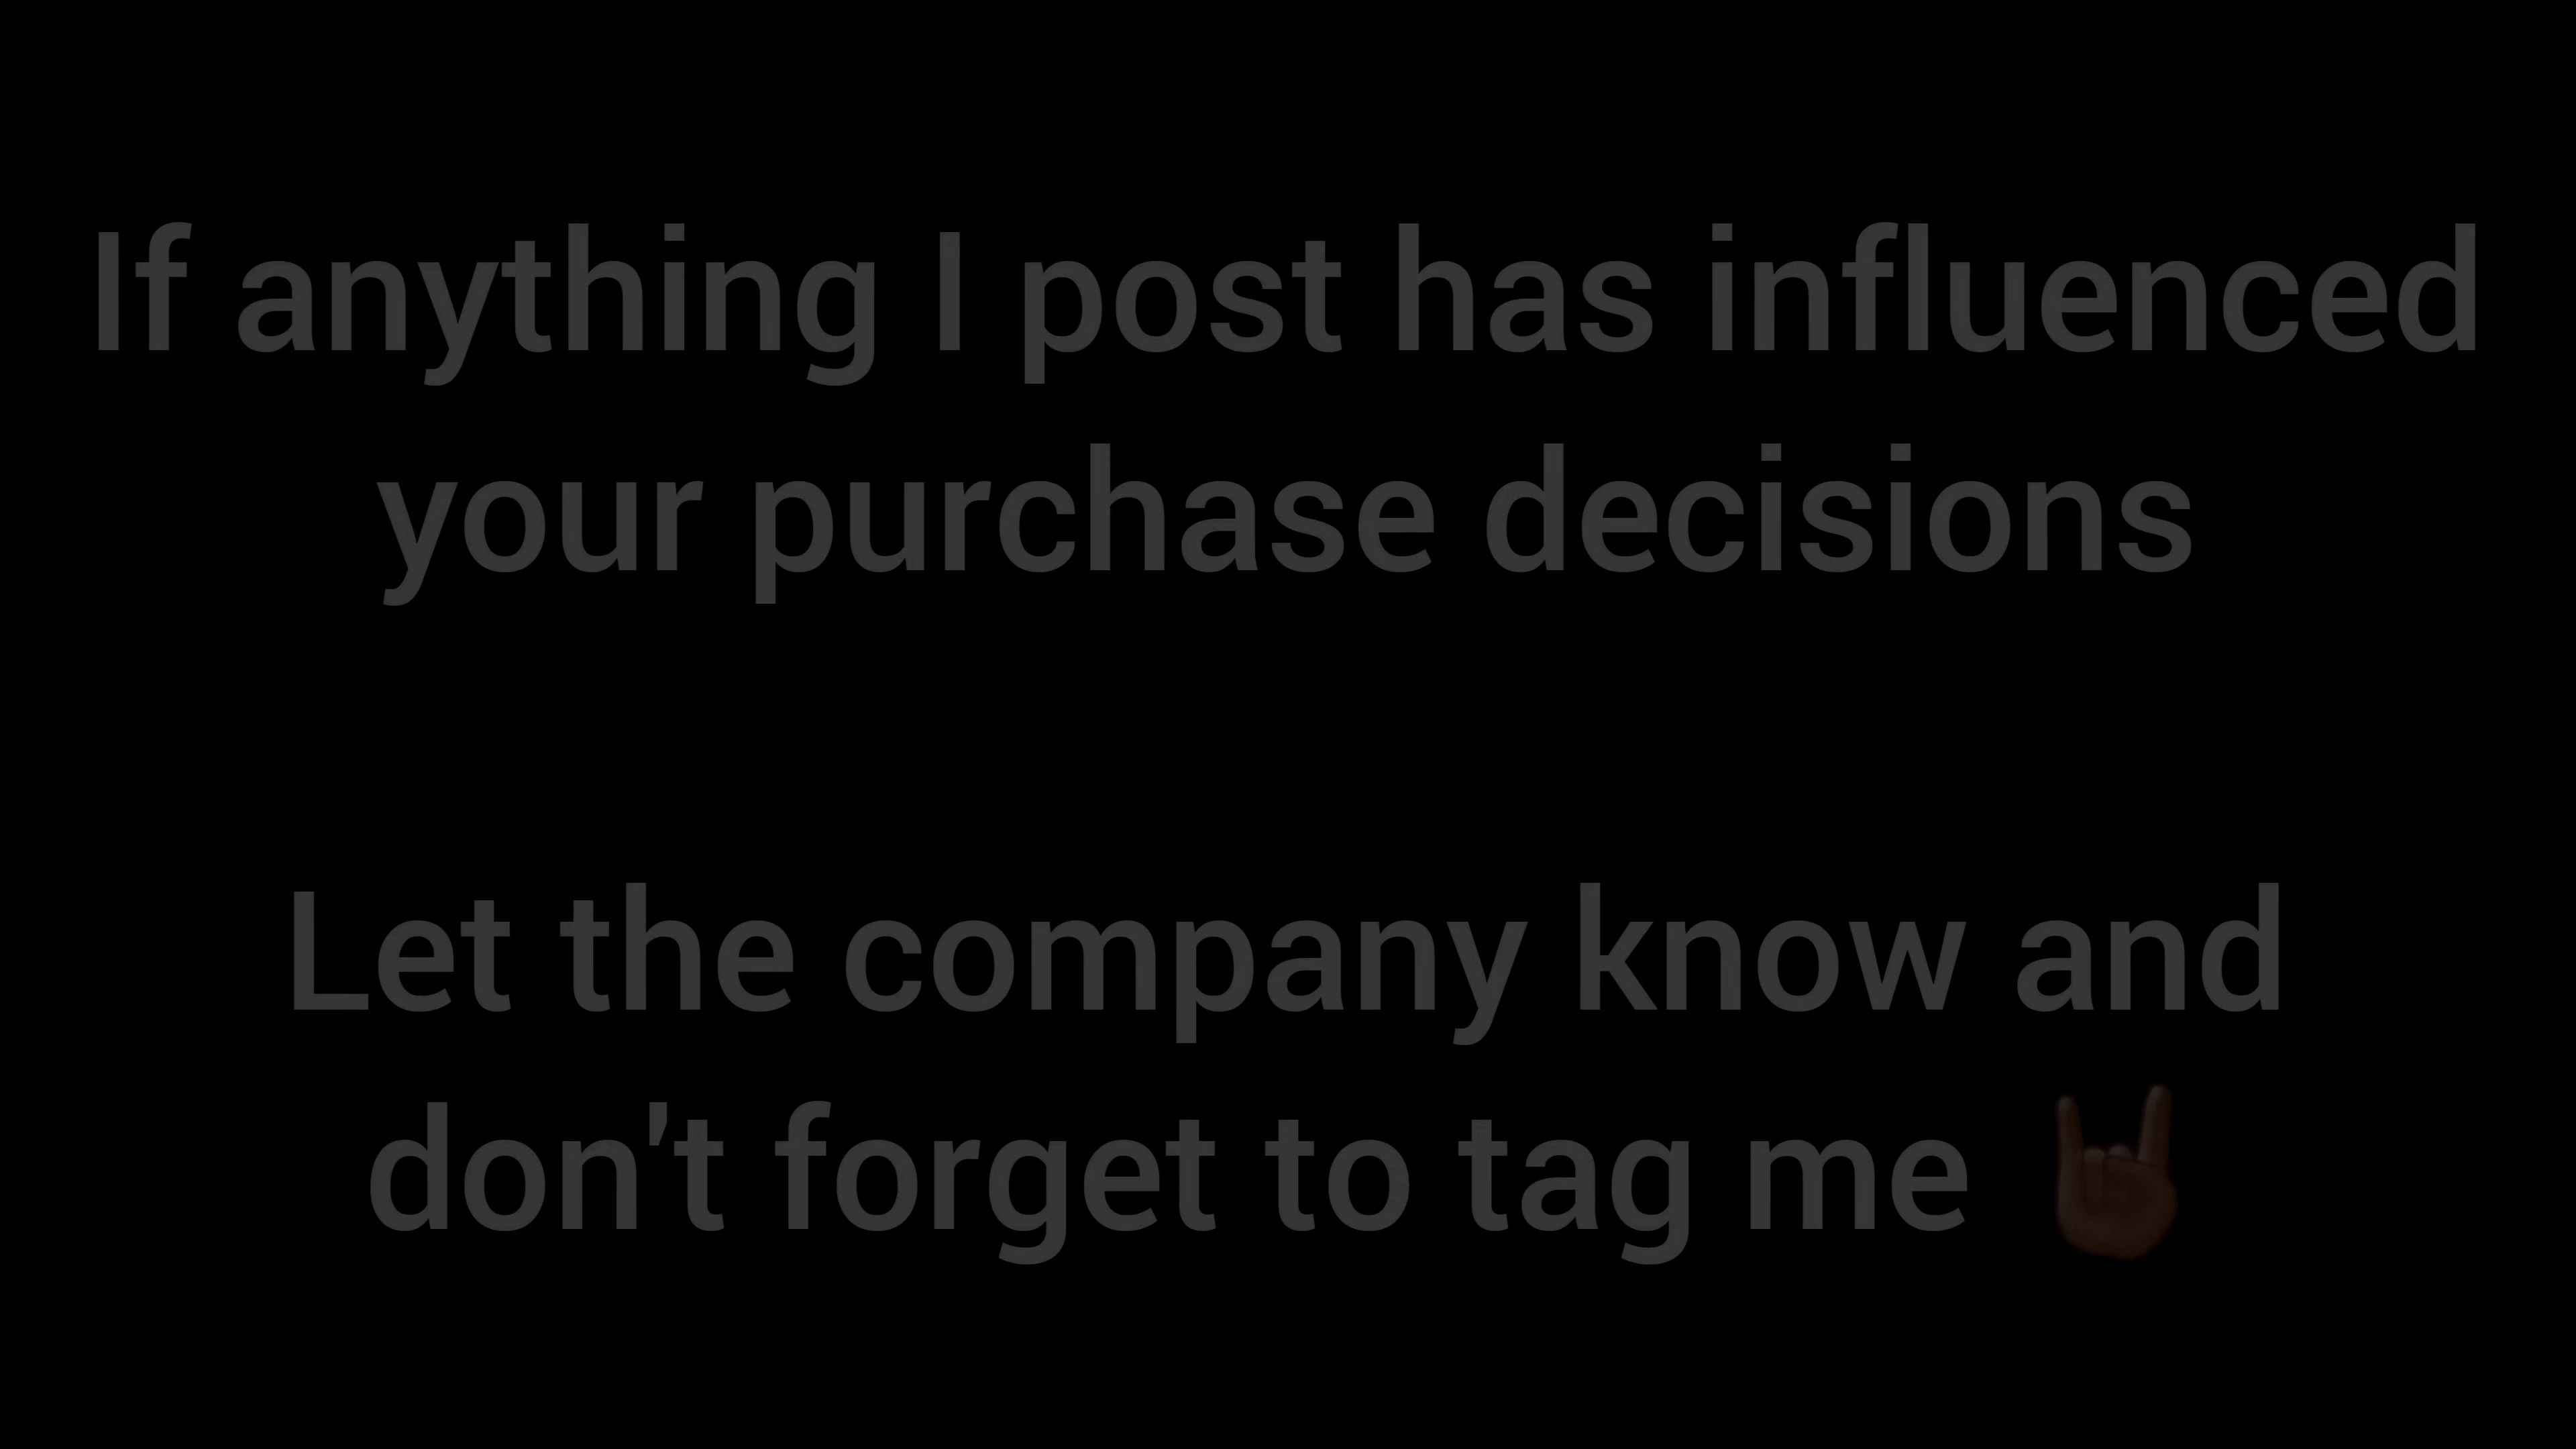 If anything I post has influenced
your purchase decisions
Let the company know and
don't forget to tag me 🤘🏿